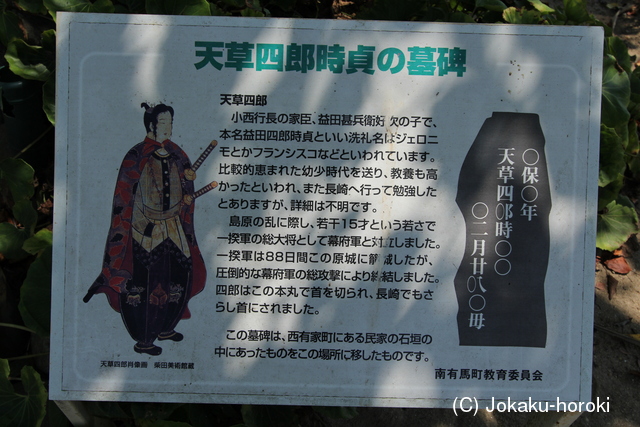 天草四郎時貞の墓碑
天草四郎
小西行長の家臣、益田甚兵衛好次の子で、
本名益田四郎時貞といい洗礼名はジェロニ
モとかフランシスコなどといわれています。
比較的恵まれた幼少時代を送り、教養も高
かったといわれ、また長崎へ行って勉強した
とありますが、詳細は不明です。
島原の乱に際し、若干15才という若さで
一揆軍の総大将として幕府軍と対しました。
一揆軍は88日間この原城に籠城したが、
圧倒的な幕府軍の総攻撃により終結しました。
四郎はこの本丸で首を切られ、長崎でもさ
らし首にされました。
この墓碑は、西有家町にある民家の石垣の
中にあったものをこの場所に移したものです。
〇保〇年
天草四〇時〇〇
〇二月廿八〇母
天草四郎肖像画 柴田美術館蔵
南有馬町教育委員会
(C) Jokaku-horoki